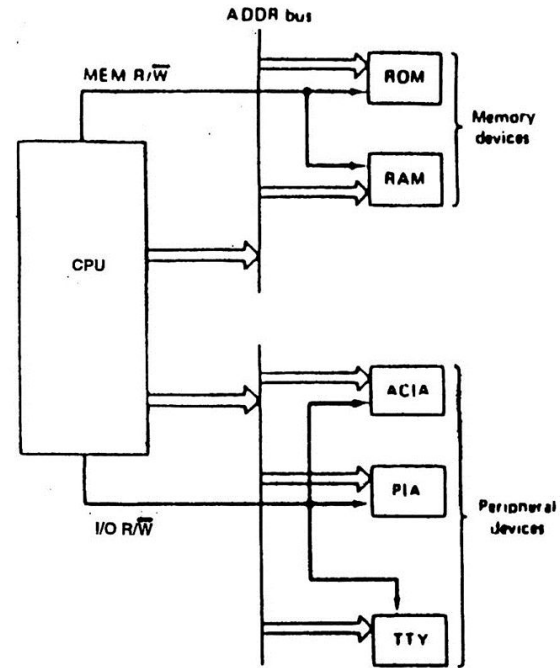 ADDR bus
MEM R/W̅
ROM
Memory
devices
RAM
CPU
ACIA
PIA
Peripheral
devices
I/O R/W̅
TTY